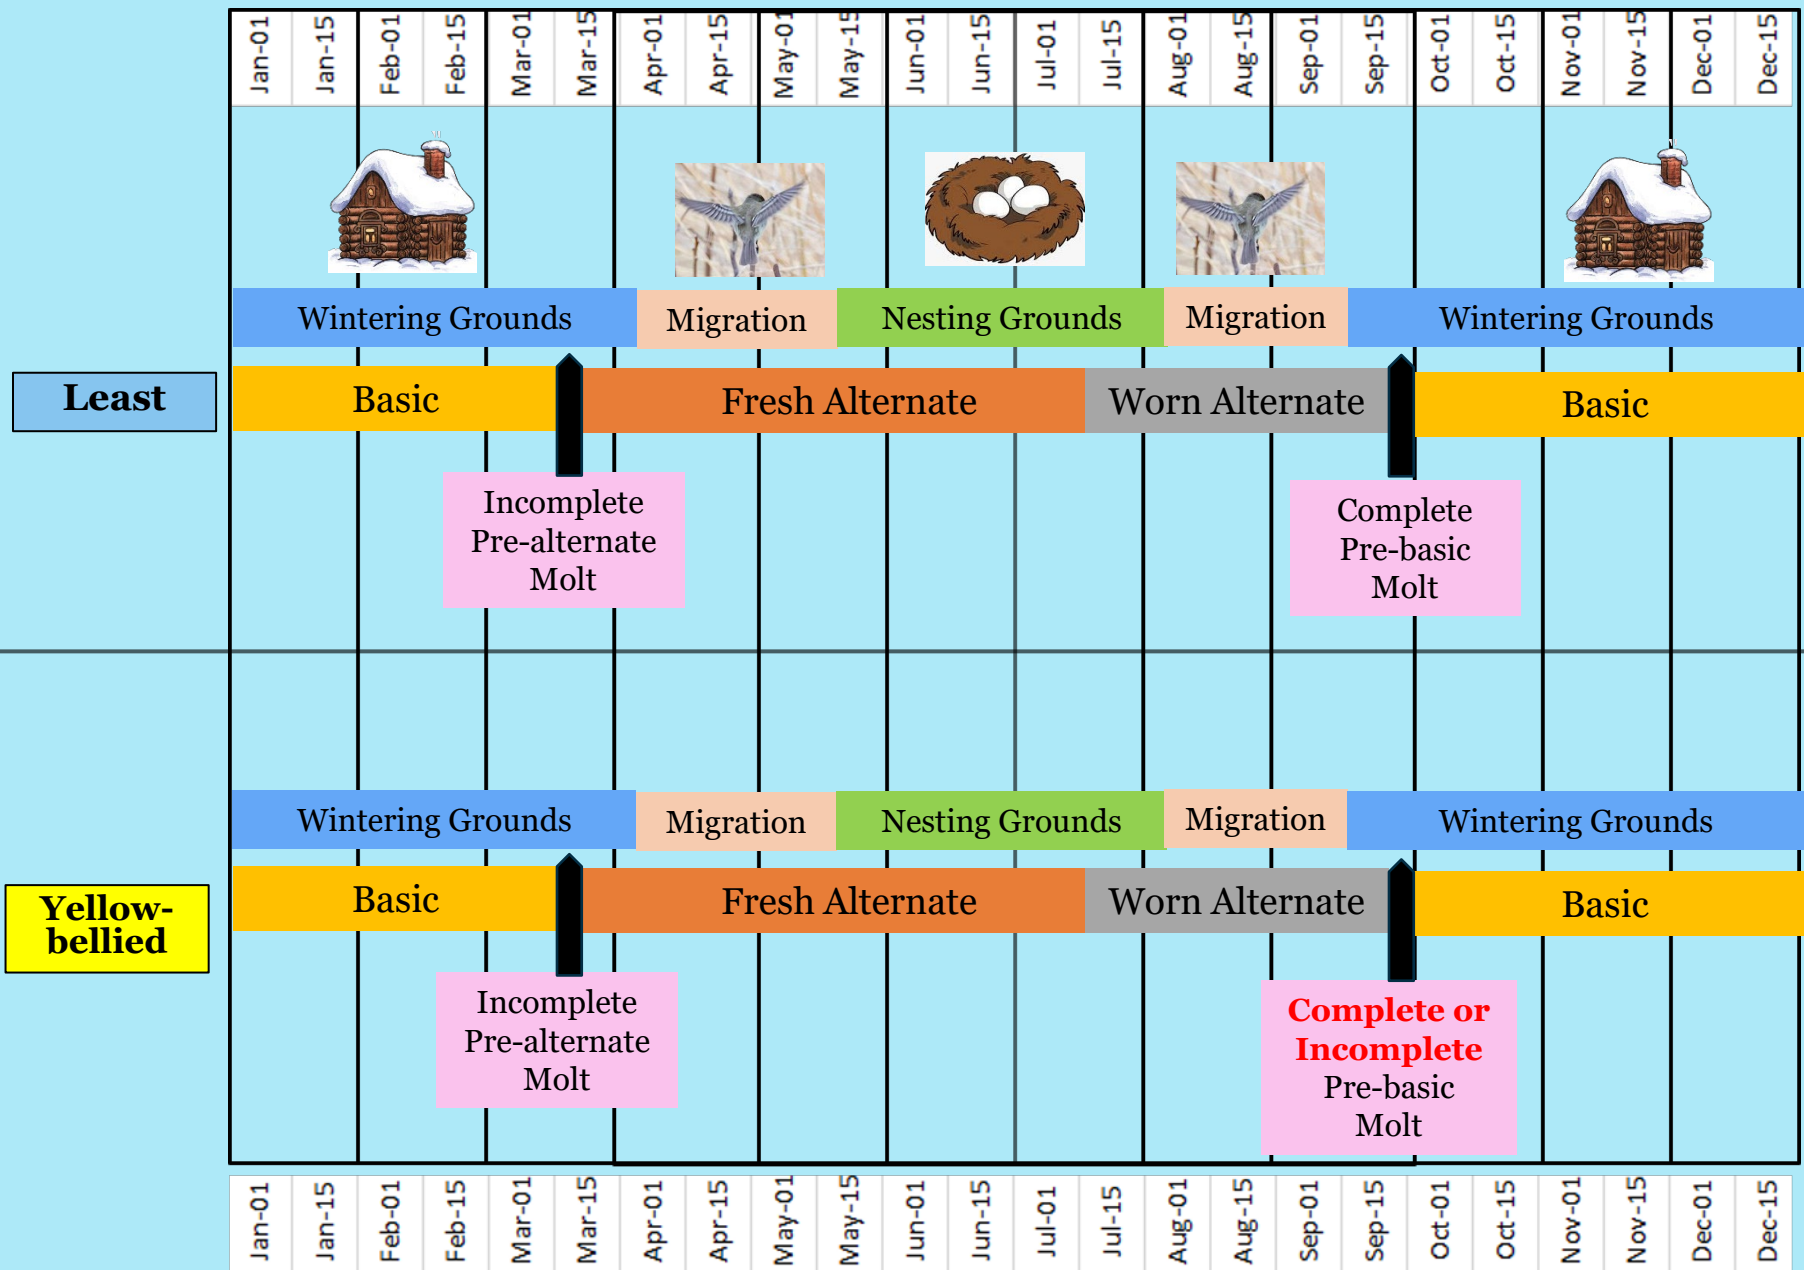 Jan-01 Jan-15 Feb-01 Feb-15 Mar-01 Mar-15 Apr-01 Apr-15 May-01 May-15 Jun-01 Jun-15 Jul-01 Jul-15 Aug-01 Aug-15 Sep-01 Sep-15 Oct-01 Oct-15 Nov-01 Nov-15 Dec-01 Dec-15
Wintering Grounds Migration Nesting Grounds Migration Wintering Grounds
Least
Basic Fresh Alternate Worn Alternate Basic
Incomplete
Pre-alternate
Molt
Complete
Pre-basic
Molt
Wintering Grounds Migration Nesting Grounds Migration Wintering Grounds
Yellow-
bellied
Basic Fresh Alternate Worn Alternate Basic
Incomplete
Pre-alternate
Molt
Complete or
Incomplete
Pre-basic
Molt
Jan-01 Jan-15 Feb-01 Feb-15 Mar-01 Mar-15 Apr-01 Apr-15 May-01 May-15 Jun-01 Jun-15 Jul-01 Jul-15 Aug-01 Aug-15 Sep-01 Sep-15 Oct-01 Oct-15 Nov-01 Nov-15 Dec-01 Dec-15